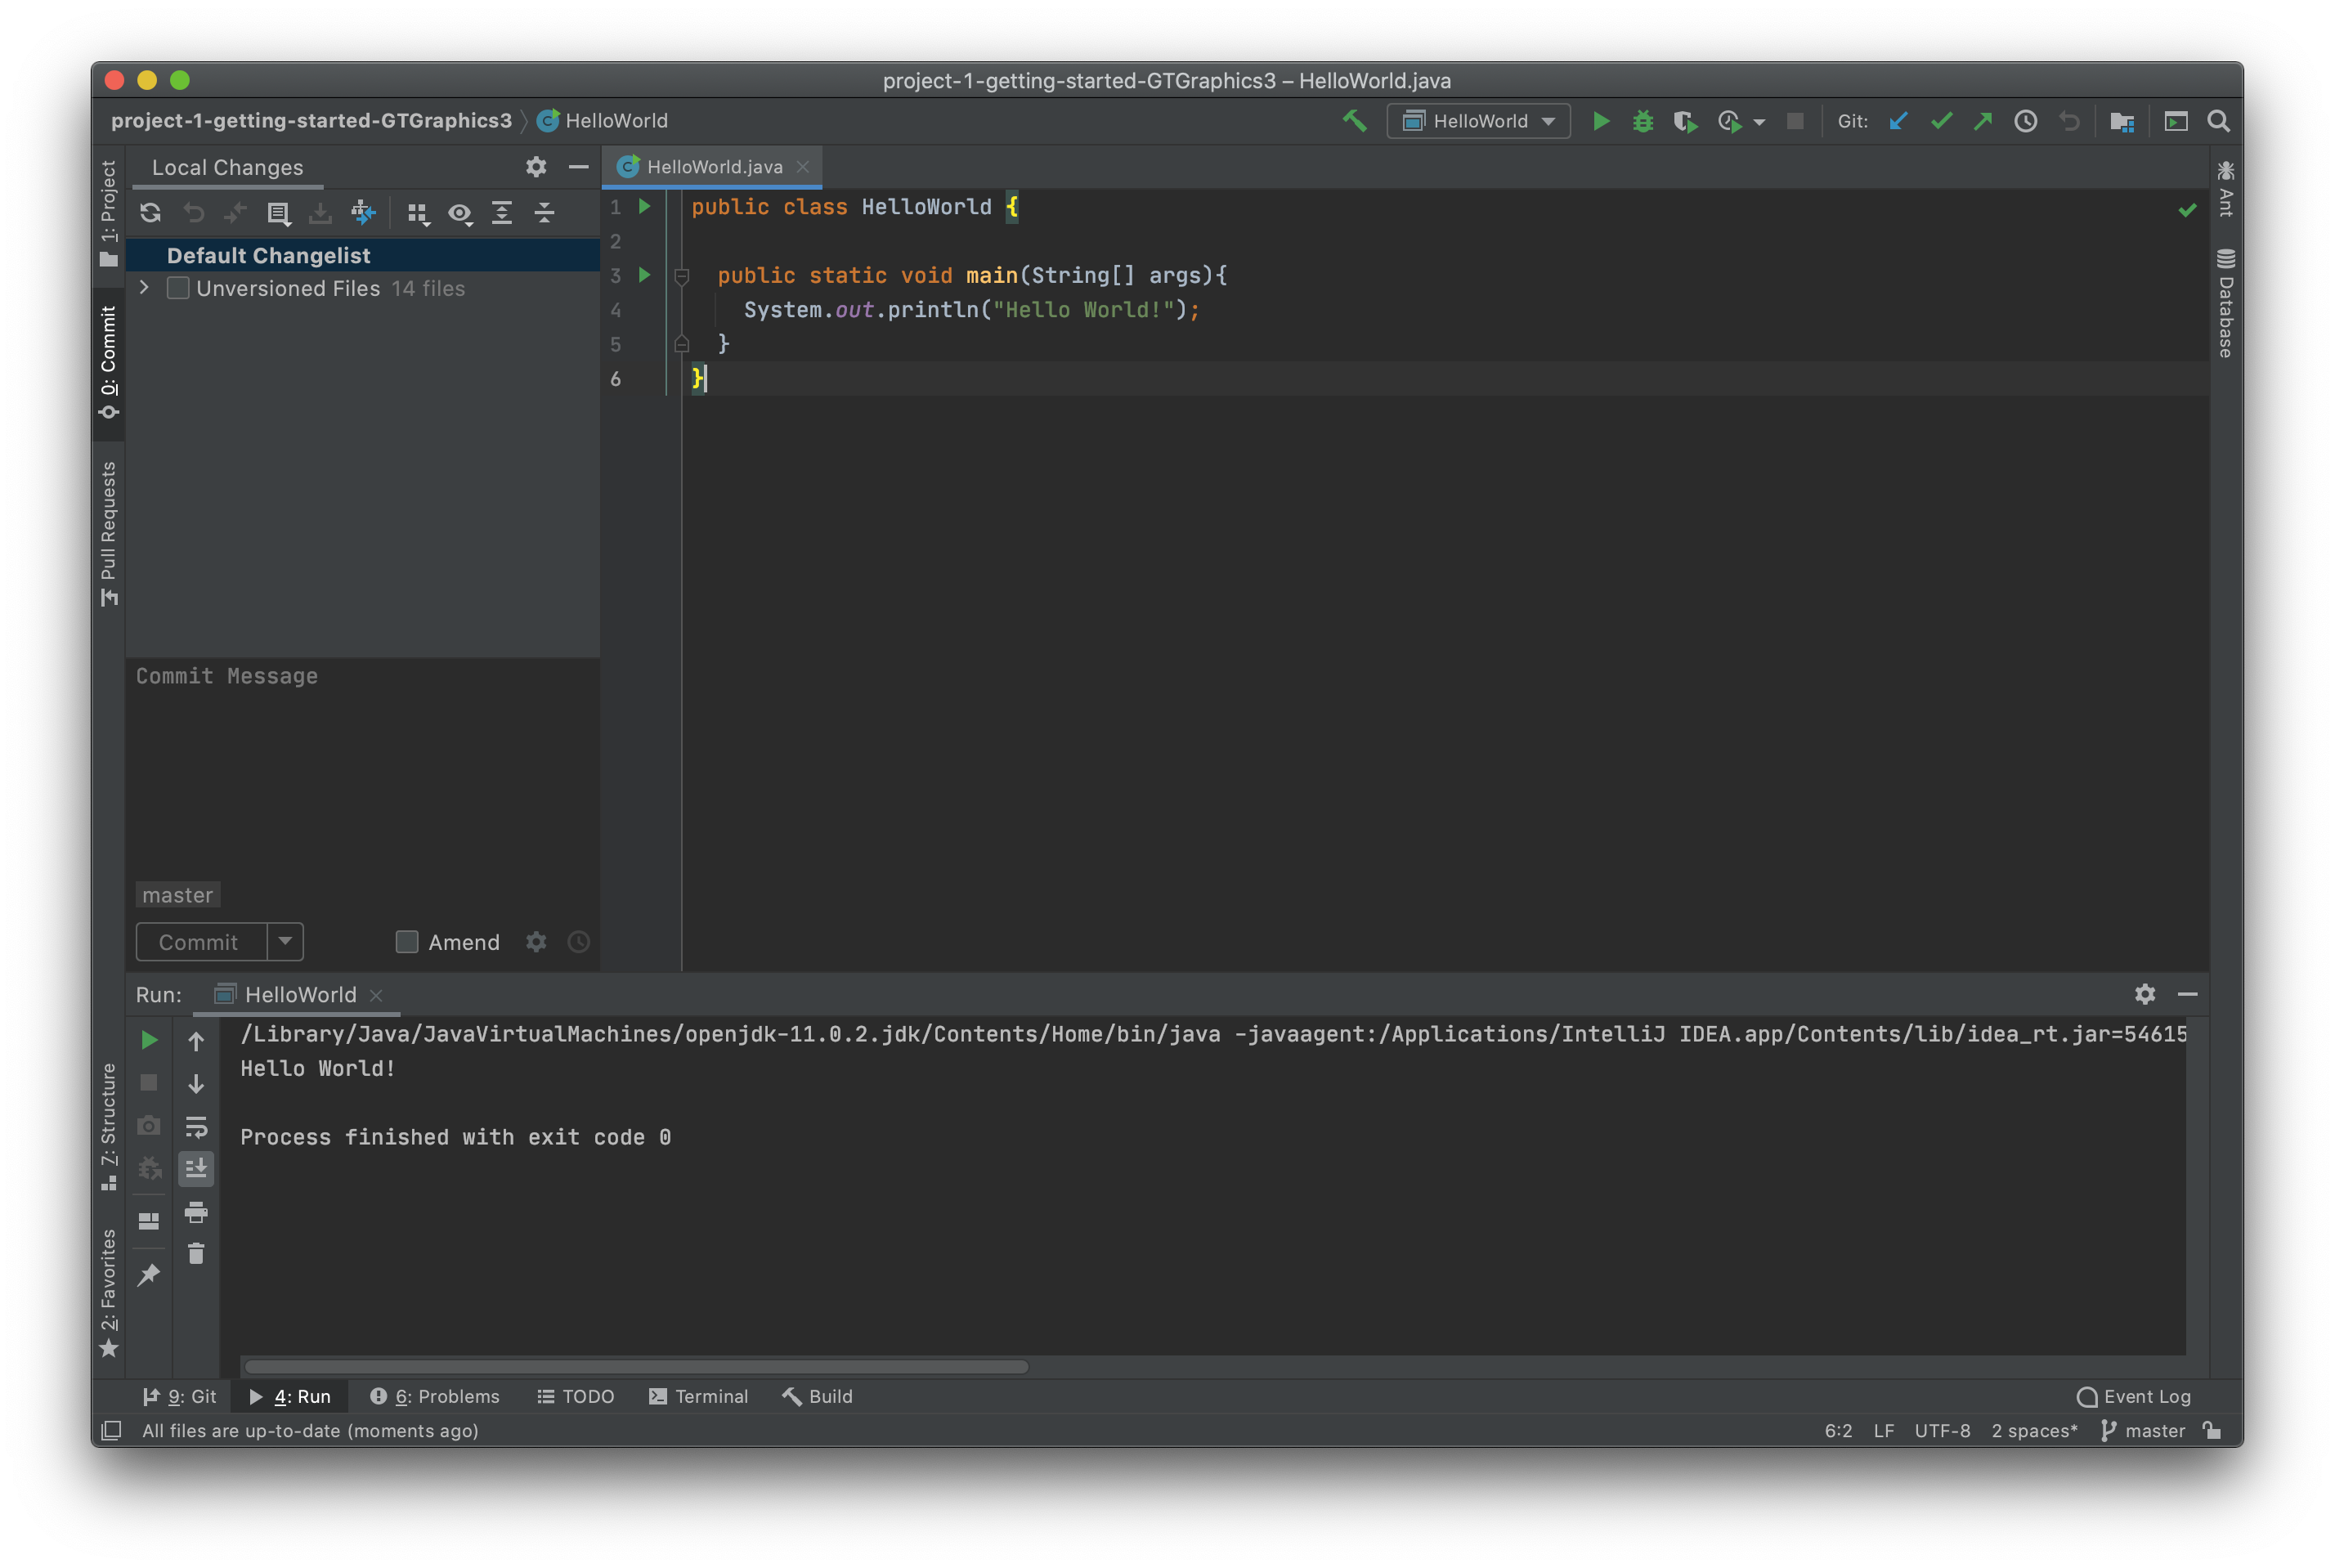 project-1-getting-started-GTGraphics3 – HelloWorld.java
project-1-getting-started-GTGraphics3 HelloWorld
HelloWorld
Git:
1: Project
0: Commit
Pull Requests
Z: Structure
2: Favorites
Local Changes
Default Changelist
Unversioned Files 14 files
Commit Message
master
Commit
Amend
HelloWorld.java
1 public class HelloWorld {
2
3 public static void main(String[] args){
4 System.out.println("Hello World!");
5 }
6 }
Ant
Database
Run: HelloWorld
/Library/Java/JavaVirtualMachines/openjdk-11.0.2.jdk/Contents/Home/bin/java -javaagent:/Applications/IntelliJ IDEA.app/Contents/lib/idea_rt.jar=54615
Hello World!
Process finished with exit code 0
9: Git 4: Run 6: Problems TODO Terminal Build Event Log
All files are up-to-date (moments ago) 6:2 LF UTF-8 2 spaces* master